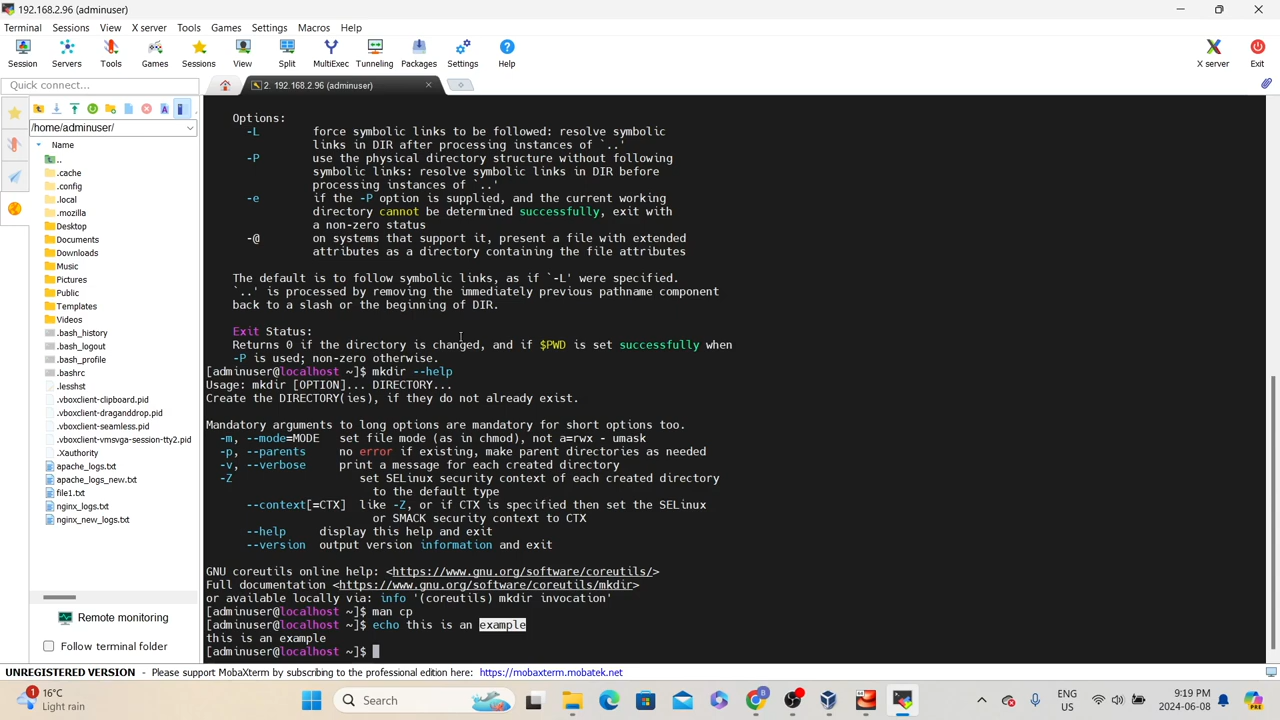 192.168.2.96 (adminuser)
Terminal Sessions View X server Tools Games Settings Macros Help
Session Servers Tools Games Sessions View Split MultiExec Tunneling Packages Settings Help X server Exit
Quick connect...
2. 192.168.2.96 (adminuser)
/home/adminuser/
Name
..
.cache
.config
.local
.mozilla
Desktop
Documents
Downloads
Music
Pictures
Public
Templates
Videos
.bash_history
.bash_logout
.bash_profile
.bashrc
.lesshst
.vboxclient-clipboard.pid
.vboxclient-draganddrop.pid
.vboxclient-seamless.pid
.vboxclient-vmsvga-session-tty2.pid
.Xauthority
apache_logs.txt
apache_logs_new.txt
file1.txt
nginx_logs.txt
nginx_new_logs.txt
Remote monitoring
Follow terminal folder
Options:
-L force symbolic links to be followed: resolve symbolic
links in DIR after processing instances of `..'
-P use the physical directory structure without following
symbolic links: resolve symbolic links in DIR before
processing instances of `..'
-e if the -P option is supplied, and the current working
directory cannot be determined successfully, exit with
a non-zero status
-@ on systems that support it, present a file with extended
attributes as a directory containing the file attributes
The default is to follow symbolic links, as if `-L' were specified.
`..' is processed by removing the immediately previous pathname component
back to a slash or the beginning of DIR.
Exit Status:
Returns 0 if the directory is changed, and if $PWD is set successfully when
-P is used; non-zero otherwise.
[adminuser@localhost ~]$ mkdir --help
Usage: mkdir [OPTION]... DIRECTORY...
Create the DIRECTORY(ies), if they do not already exist.
Mandatory arguments to long options are mandatory for short options too.
-m, --mode=MODE set file mode (as in chmod), not a=rwx - umask
-p, --parents no error if existing, make parent directories as needed
-v, --verbose print a message for each created directory
-Z set SELinux security context of each created directory
to the default type
--context[=CTX] like -Z, or if CTX is specified then set the SELinux
or SMACK security context to CTX
--help display this help and exit
--version output version information and exit
GNU coreutils online help: <https://www.gnu.org/software/coreutils/>
Full documentation <https://www.gnu.org/software/coreutils/mkdir>
or available locally via: info '(coreutils) mkdir invocation'
[adminuser@localhost ~]$ man cp
[adminuser@localhost ~]$ echo this is an example
this is an example
[adminuser@localhost ~]$
UNREGISTERED VERSION - Please support MobaXterm by subscribing to the professional edition here: https://mobaxterm.mobatek.net
1
16°C
Light rain
Search
ENG
US
9:19 PM
2024-06-08